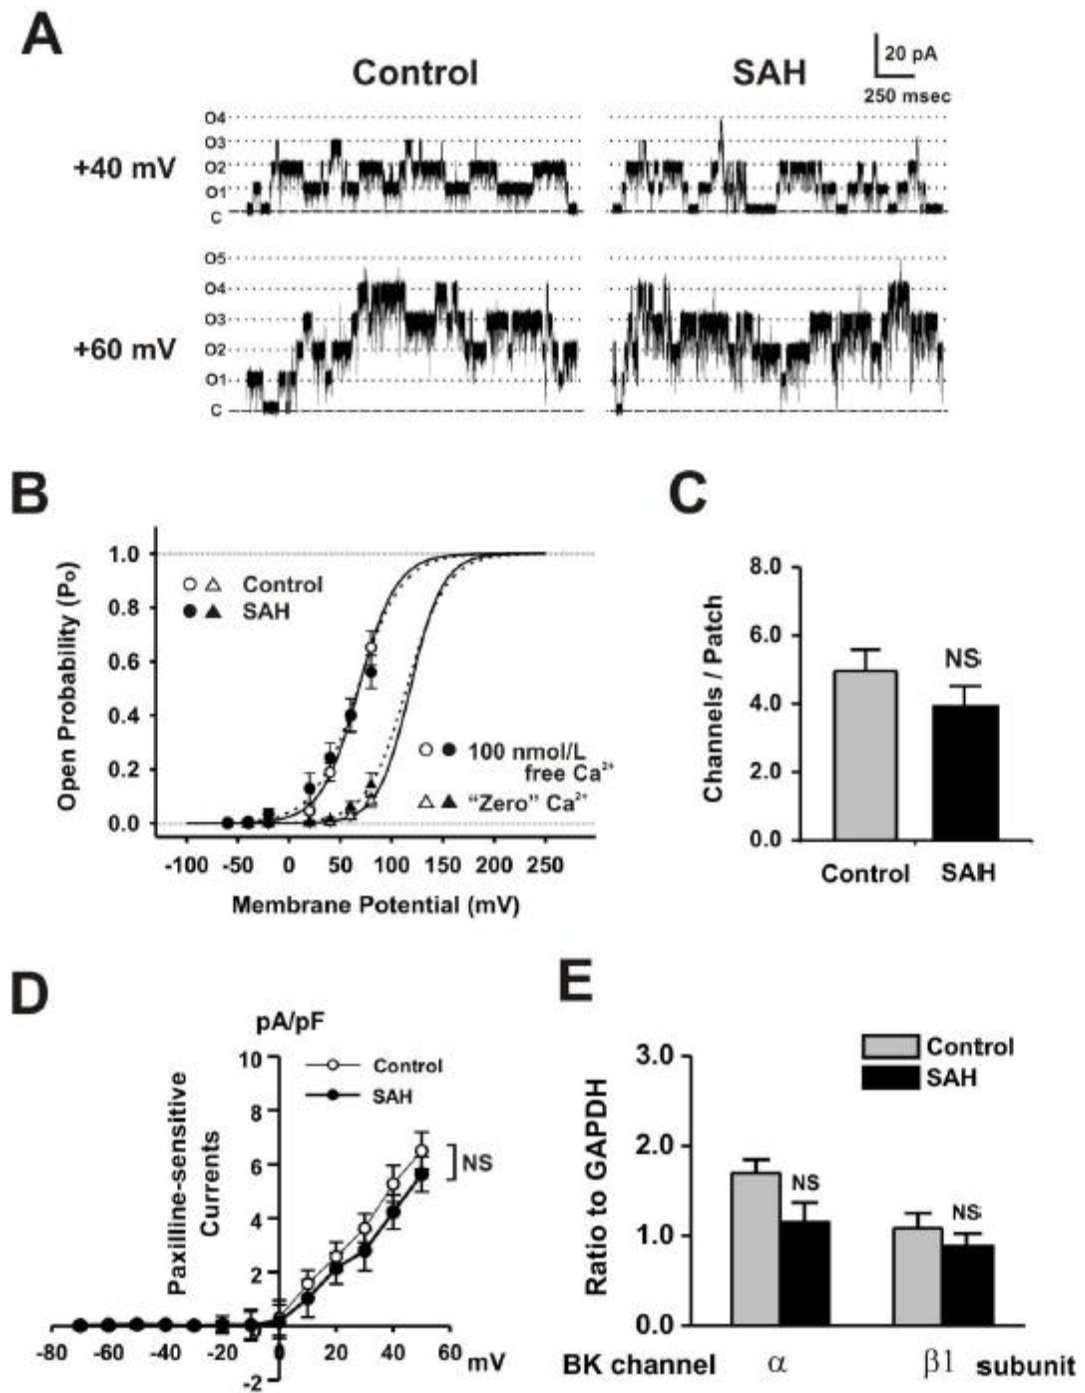 A
Control
SAH
20 pA
250 msec
+40 mV
O4
O3
O2
O1
C
+60 mV
O5
O4
O3
O2
O1
C
B
Open Probability (Po)
1.0
0.8
0.6
0.4
0.2
0.0
Control
SAH
100 nmol/L
free Ca²⁺
“Zero” Ca²⁺
-100 -50 0 50 100 150 200 250
Membrane Potential (mV)
C
Channels / Patch
8.0
6.0
4.0
2.0
0.0
NS
Control SAH
D
pA/pF
Paxilline-sensitive
Currents
10
8
6
4
2
0
-2
Control
SAH
NS
-80 -60 -40 -20 0 20 40 60 mV
E
Ratio to GAPDH
3.0
2.0
1.0
0.0
Control
SAH
NS
NS
BK channel α β1 subunit